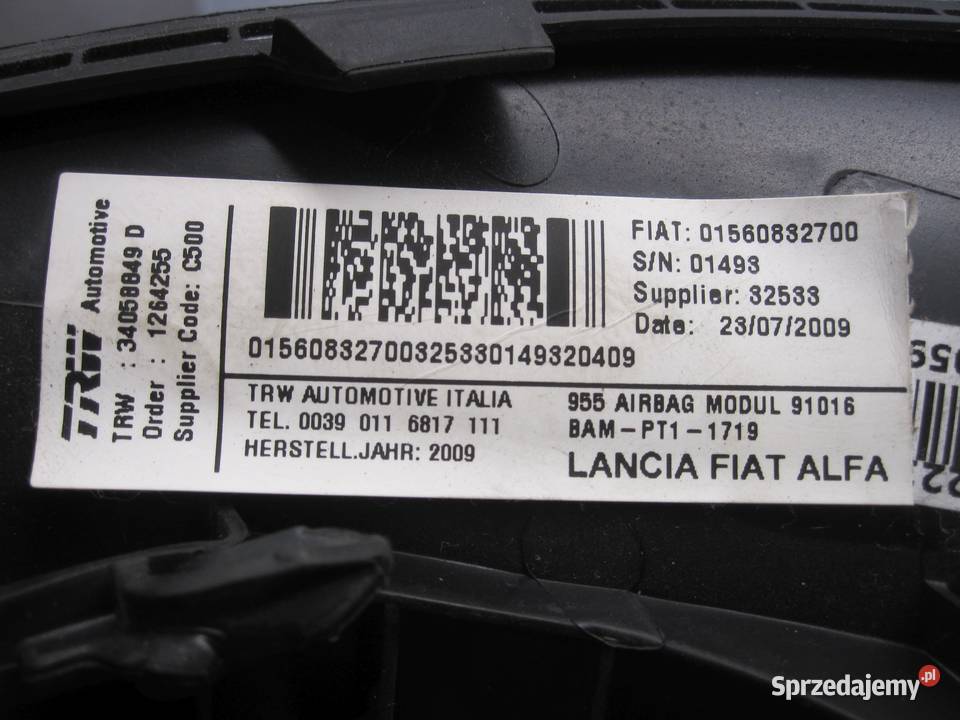 TRW Automotive
TRW : 34058849 D
Order : 1264255
Supplier Code: C500
FIAT: 01560832700
S/N: 01493
Supplier: 32533
Date: 23/07/2009
01560832700325330149320409
TRW AUTOMOTIVE ITALIA
TEL. 0039 011 6817 111
HERSTELL.JAHR: 2009
955 AIRBAG MODUL 91016
BAM-PT1-1719
LANCIA FIAT ALFA
Sprzedajemy.pl